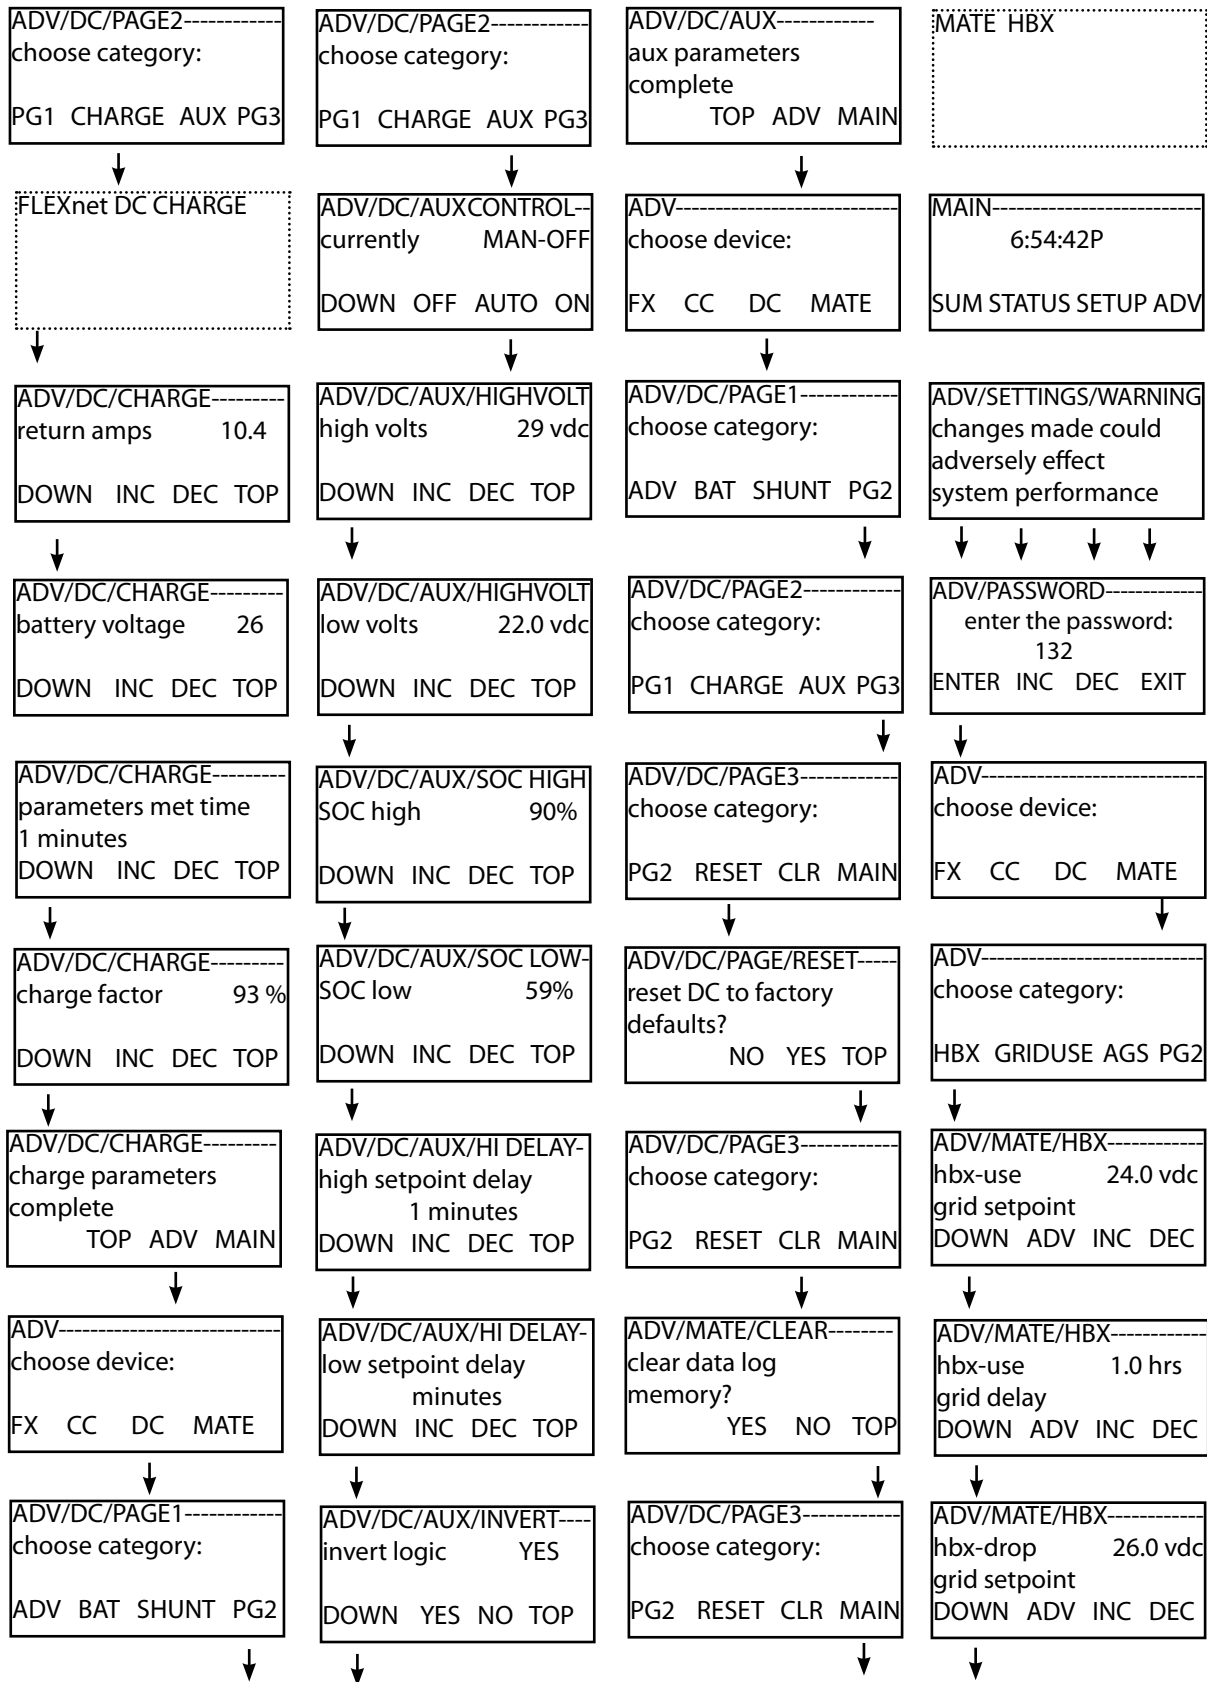 ADV/DC/PAGE2------------
choose category:
PG1 CHARGE AUX PG3
FLEXnet DC CHARGE
ADV/DC/CHARGE---------
return amps 10.4
DOWN INC DEC TOP
ADV/DC/CHARGE---------
battery voltage 26
DOWN INC DEC TOP
ADV/DC/CHARGE---------
parameters met time
1 minutes
DOWN INC DEC TOP
ADV/DC/CHARGE---------
charge factor 93 %
DOWN INC DEC TOP
ADV/DC/CHARGE---------
charge parameters
complete
TOP ADV MAIN
ADV----------------------------
choose device:
FX CC DC MATE
ADV/DC/PAGE1------------
choose category:
ADV BAT SHUNT PG2
ADV/DC/PAGE2------------
choose category:
PG1 CHARGE AUX PG3
ADV/DC/AUXCONTROL--
currently MAN-OFF
DOWN OFF AUTO ON
ADV/DC/AUX/HIGHVOLT
high volts 29 vdc
DOWN INC DEC TOP
ADV/DC/AUX/HIGHVOLT
low volts 22.0 vdc
DOWN INC DEC TOP
ADV/DC/AUX/SOC HIGH
SOC high 90%
DOWN INC DEC TOP
ADV/DC/AUX/SOC LOW-
SOC low 59%
DOWN INC DEC TOP
ADV/DC/AUX/HI DELAY-
high setpoint delay
1 minutes
DOWN INC DEC TOP
ADV/DC/AUX/HI DELAY-
low setpoint delay
minutes
DOWN INC DEC TOP
ADV/DC/AUX/INVERT----
invert logic YES
DOWN YES NO TOP
ADV/DC/AUX------------
aux parameters
complete
TOP ADV MAIN
ADV----------------------------
choose device:
FX CC DC MATE
ADV/DC/PAGE1------------
choose category:
ADV BAT SHUNT PG2
ADV/DC/PAGE2------------
choose category:
PG1 CHARGE AUX PG3
ADV/DC/PAGE3------------
choose category:
PG2 RESET CLR MAIN
ADV/DC/PAGE/RESET-----
reset DC to factory
defaults?
NO YES TOP
ADV/DC/PAGE3------------
choose category:
PG2 RESET CLR MAIN
ADV/MATE/CLEAR--------
clear data log
memory?
YES NO TOP
ADV/DC/PAGE3------------
choose category:
PG2 RESET CLR MAIN
MATE HBX
MAIN--------------------------
6:54:42P
SUM STATUS SETUP ADV
ADV/SETTINGS/WARNING
changes made could
adversely effect
system performance
ADV/PASSWORD-------------
enter the password:
132
ENTER INC DEC EXIT
ADV----------------------------
choose device:
FX CC DC MATE
ADV----------------------------
choose category:
HBX GRIDUSE AGS PG2
ADV/MATE/HBX------------
hbx-use 24.0 vdc
grid setpoint
DOWN ADV INC DEC
ADV/MATE/HBX------------
hbx-use 1.0 hrs
grid delay
DOWN ADV INC DEC
ADV/MATE/HBX------------
hbx-drop 26.0 vdc
grid setpoint
DOWN ADV INC DEC